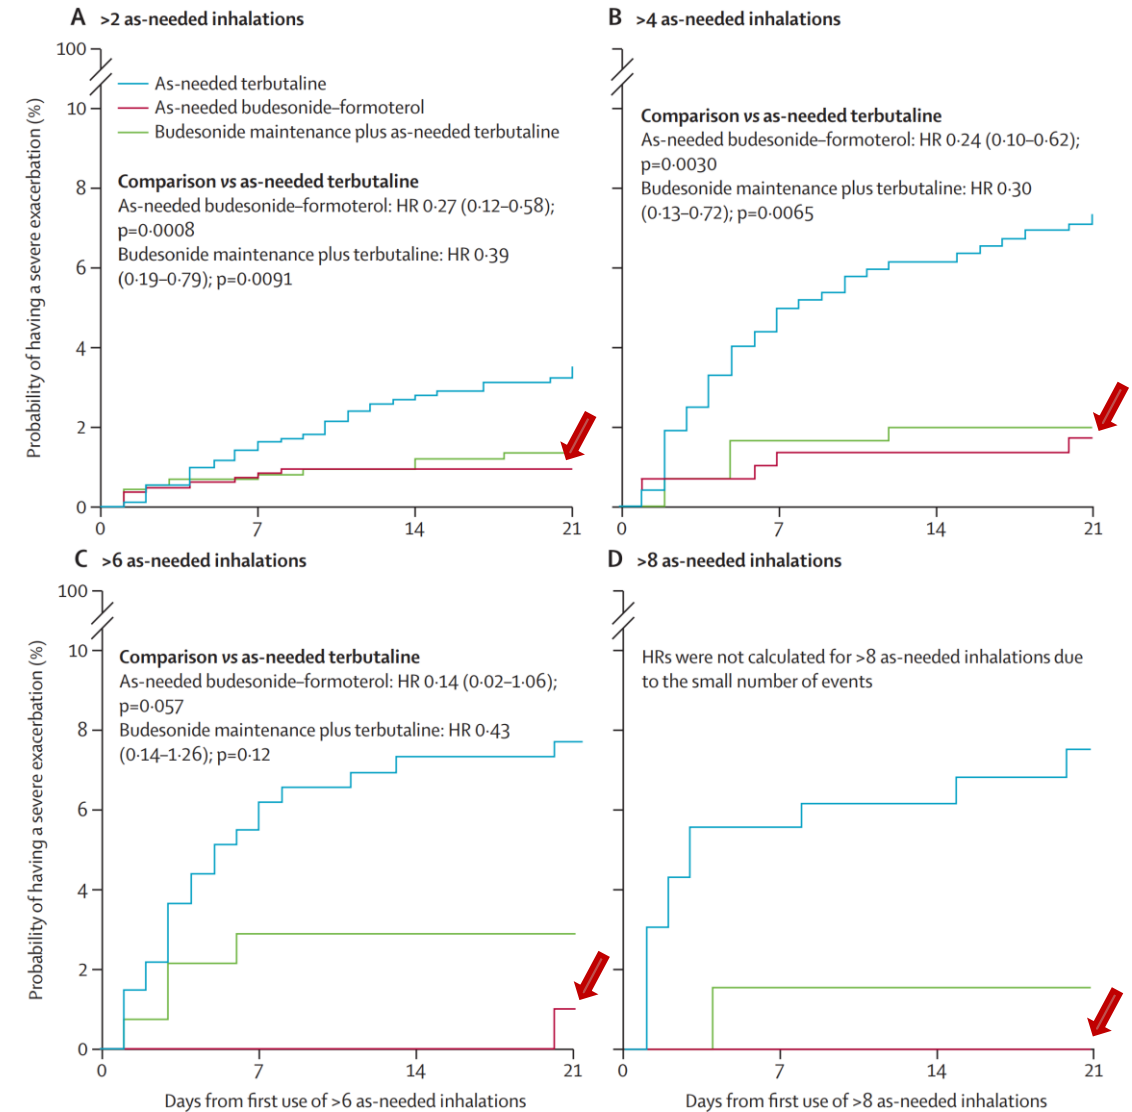 A >2 as-needed inhalations
100
10
8
6
4
2
0
0 7 14 21
Probability of having a severe exacerbation (%)
As-needed terbutaline
As-needed budesonide–formoterol
Budesonide maintenance plus as-needed terbutaline
Comparison vs as-needed terbutaline
As-needed budesonide–formoterol: HR 0·27 (0·12–0·58);
p=0·0008
Budesonide maintenance plus terbutaline: HR 0·39
(0·19–0·79); p=0·0091
B >4 as-needed inhalations
Comparison vs as-needed terbutaline
As-needed budesonide–formoterol: HR 0·24 (0·10–0·62);
p=0·0030
Budesonide maintenance plus terbutaline: HR 0·30
(0·13–0·72); p=0·0065
0 7 14 21
C >6 as-needed inhalations
100
10
8
6
4
2
0
Probability of having a severe exacerbation (%)
Comparison vs as-needed terbutaline
As-needed budesonide–formoterol: HR 0·14 (0·02–1·06);
p=0·057
Budesonide maintenance plus terbutaline: HR 0·43
(0·14–1·26); p=0·12
0 7 14 21
Days from first use of >6 as-needed inhalations
D >8 as-needed inhalations
HRs were not calculated for >8 as-needed inhalations due
to the small number of events
0 7 14 21
Days from first use of >8 as-needed inhalations